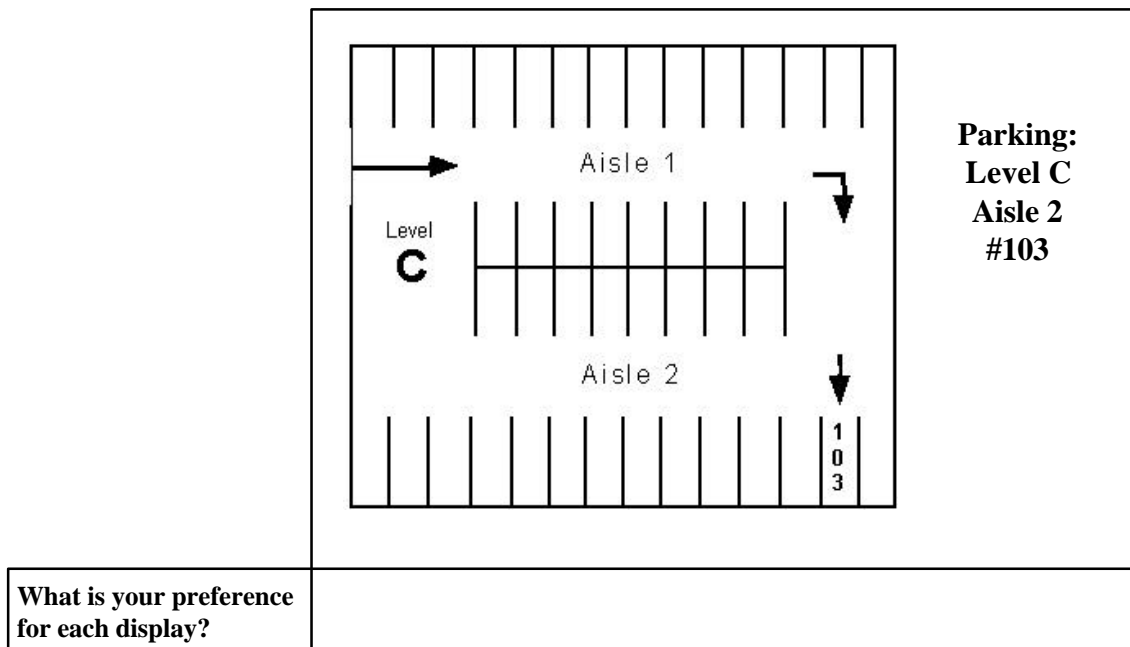 Aisle 1
Level
C
Aisle 2
1
0
3
Parking:
Level C
Aisle 2
#103
What is your preference
for each display?